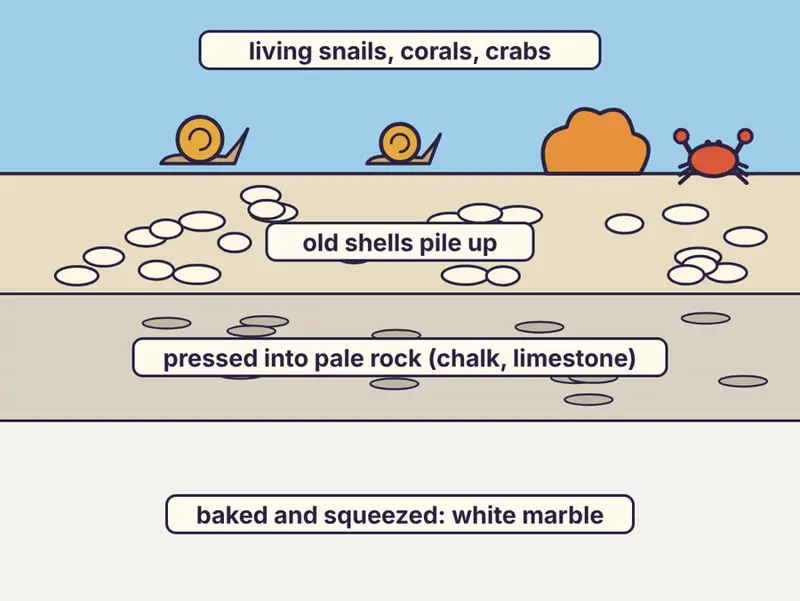 living snails, corals, crabs
old shells pile up
pressed into pale rock (chalk, limestone)
baked and squeezed: white marble